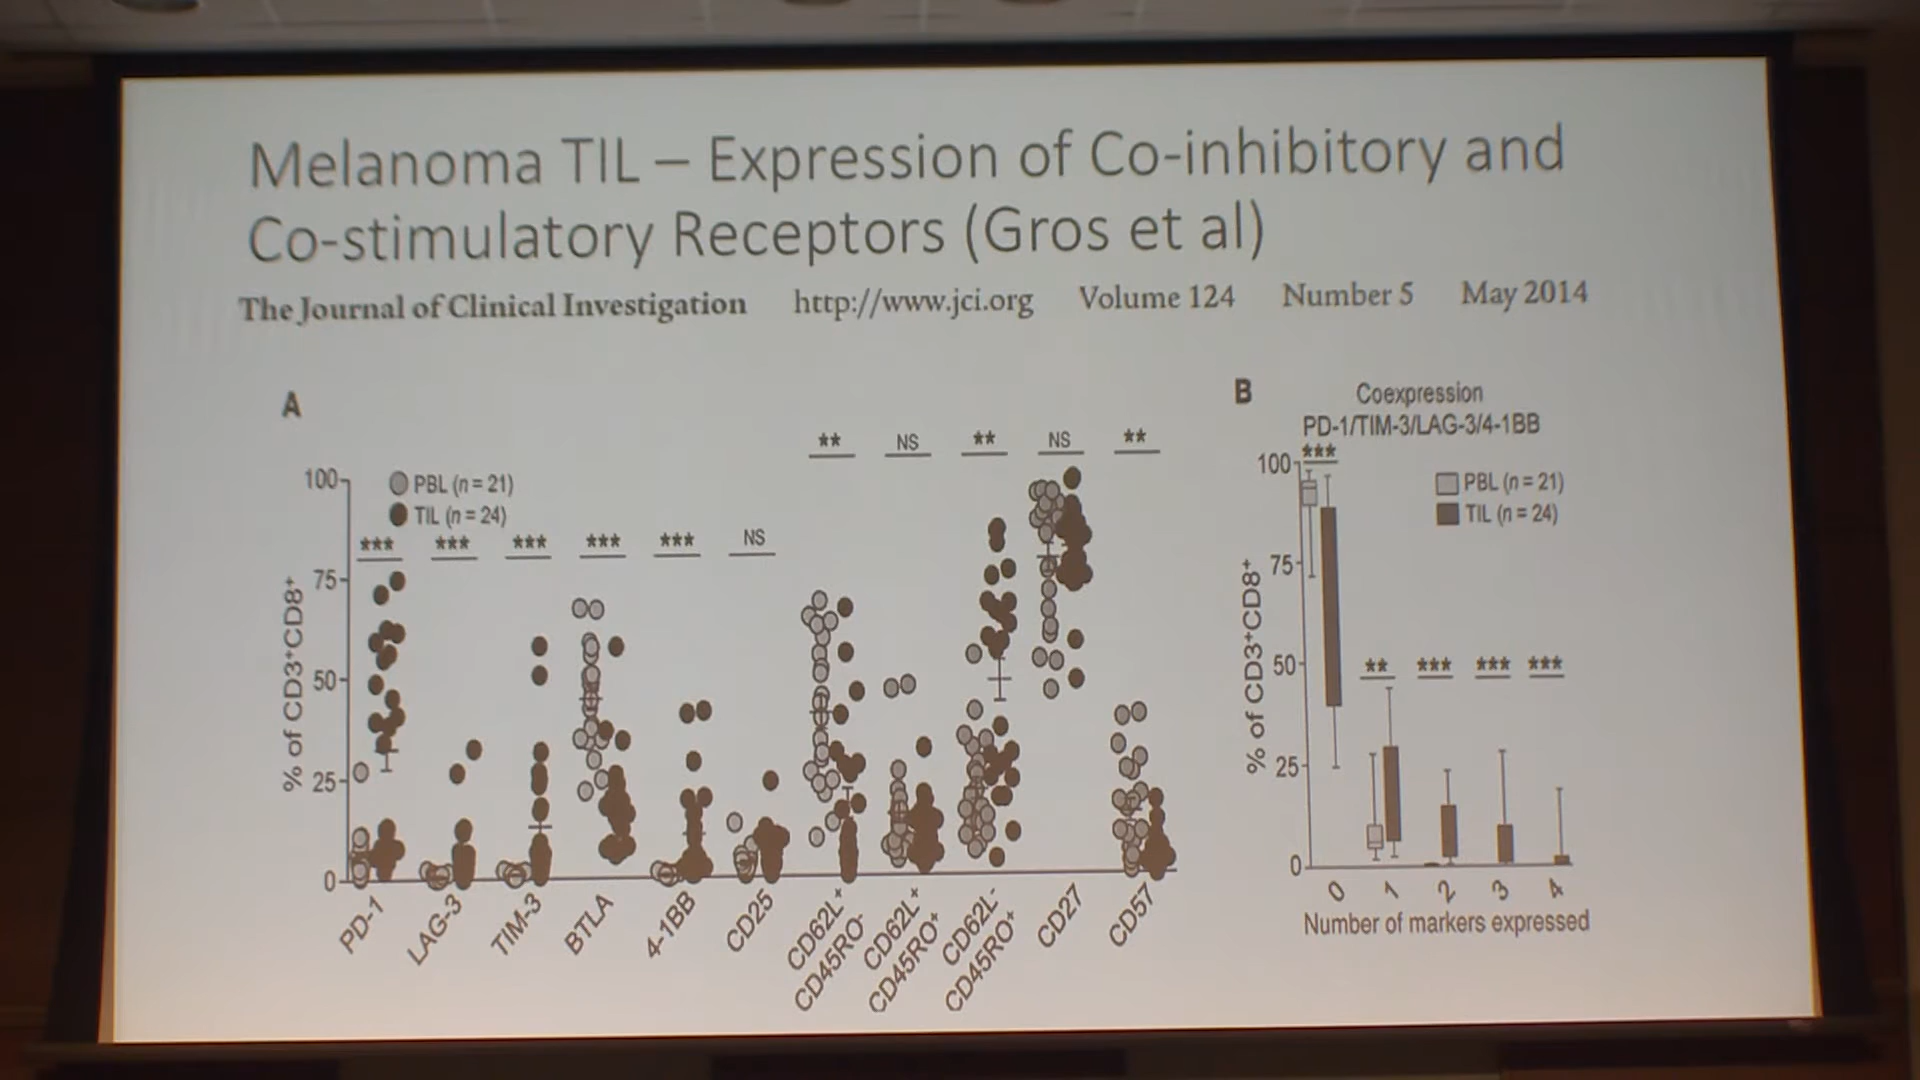 Melanoma TIL – Expression of Co-inhibitory and
Co-stimulatory Receptors (Gros et al)
The Journal of Clinical Investigation http://www.jci.org Volume 124 Number 5 May 2014
A
** NS ** NS **
PBL (n = 21)
TIL (n = 24)
*** *** *** *** *** NS
100
75
50
25
0
% of CD3+CD8+
PD-1
LAG-3
TIM-3
BTLA
4-1BB
CD25
CD62L+
CD45RO-
CD62L+
CD45RO+
CD62L-
CD45RO+
CD27
CD57
B
Coexpression
PD-1/TIM-3/LAG-3/4-1BB
***
PBL (n = 21)
TIL (n = 24)
** *** *** ***
100
75
50
25
0
% of CD3+CD8+
0 1 2 3 4
Number of markers expressed